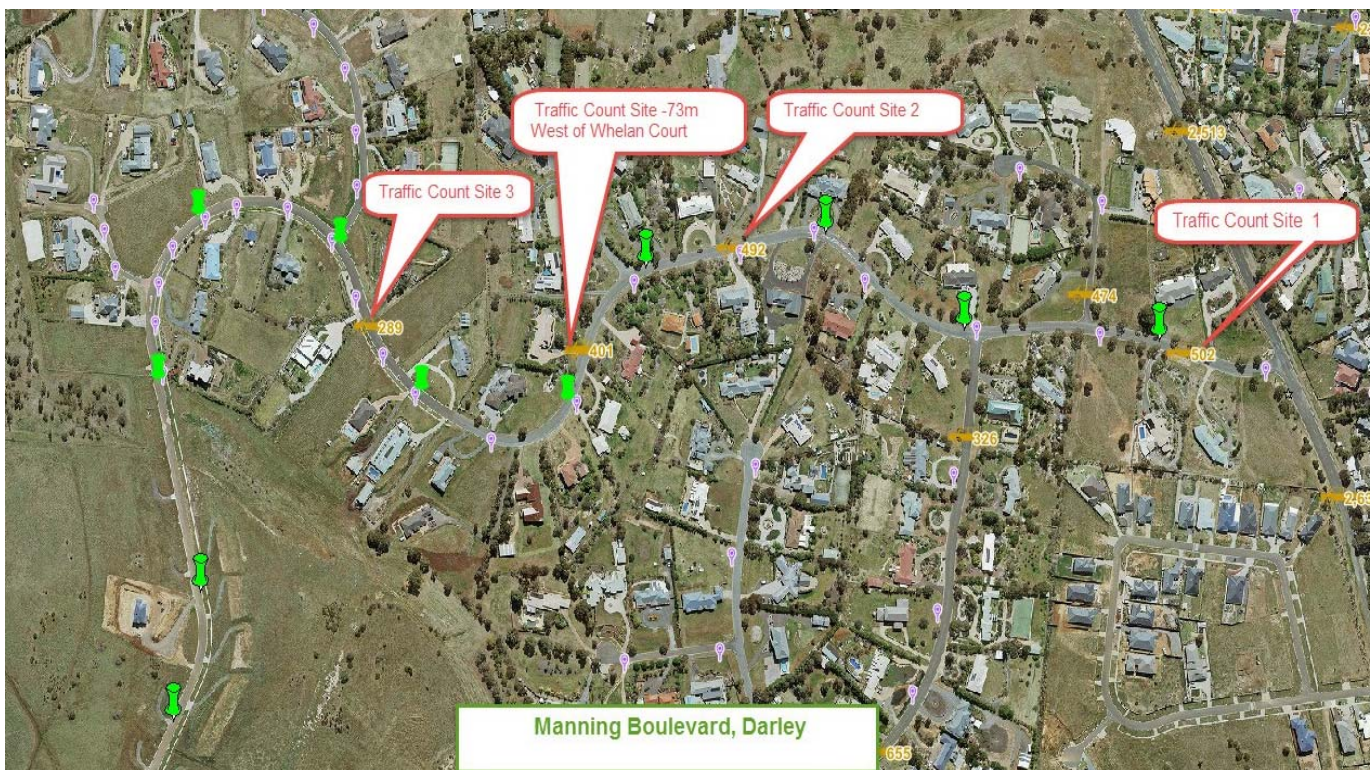 2,513
Traffic Count Site -73m
West of Whelan Court
Traffic Count Site 2
Traffic Count Site 3
Traffic Count Site 1
492
474
289
401
502
326
655
Manning Boulevard, Darley